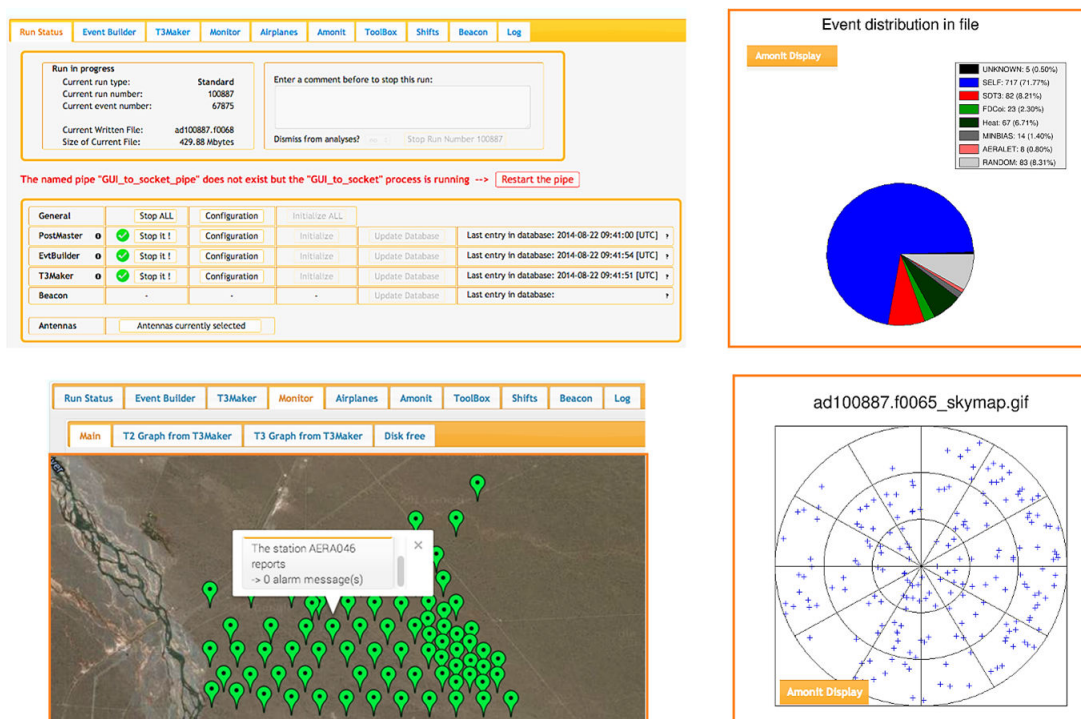 Run Status Event Builder T3Maker Monitor Airplanes Amonit ToolBox Shifts Beacon Log
Run in progress
Current run type: Standard
Current run number: 100887
Current event number: 67875
Current Written File: ad100887.f0068
Size of Current File: 429.88 Mbytes
Enter a comment before to stop this run:
Dismiss from analyses? Stop Run Number 100887
The named pipe "GUI_to_socket_pipe" does not exist but the "GUI_to_socket" process is running --> Restart the pipe
General Stop ALL Configuration Initialize ALL
PostMaster Stop it ! Configuration Initialize Update Database Last entry in database: 2014-08-22 09:41:00 [UTC] ?
EvtBuilder Stop it ! Configuration Initialize Update Database Last entry in database: 2014-08-22 09:41:54 [UTC] ?
T3Maker Stop it ! Configuration Initialize Update Database Last entry in database: 2014-08-22 09:41:51 [UTC] ?
Beacon - - - Update Database Last entry in database: ?
Antennas Antennas currently selected
Event distribution in file
Amonit Display
UNKNOWN: 5 (0.50%)
SELF: 717 (71.77%)
SDT3: 82 (8.21%)
FDCoi: 23 (2.30%)
Heat: 67 (6.71%)
MINBIAS: 14 (1.40%)
AERALET: 8 (0.80%)
RANDOM: 83 (8.31%)
Run Status Event Builder T3Maker Monitor Airplanes Amonit ToolBox Shifts Beacon Log
Main T2 Graph from T3Maker T3 Graph from T3Maker Disk free
The station AERA046
reports
-> 0 alarm message(s)
ad100887.f0065_skymap.gif
Amonit Display